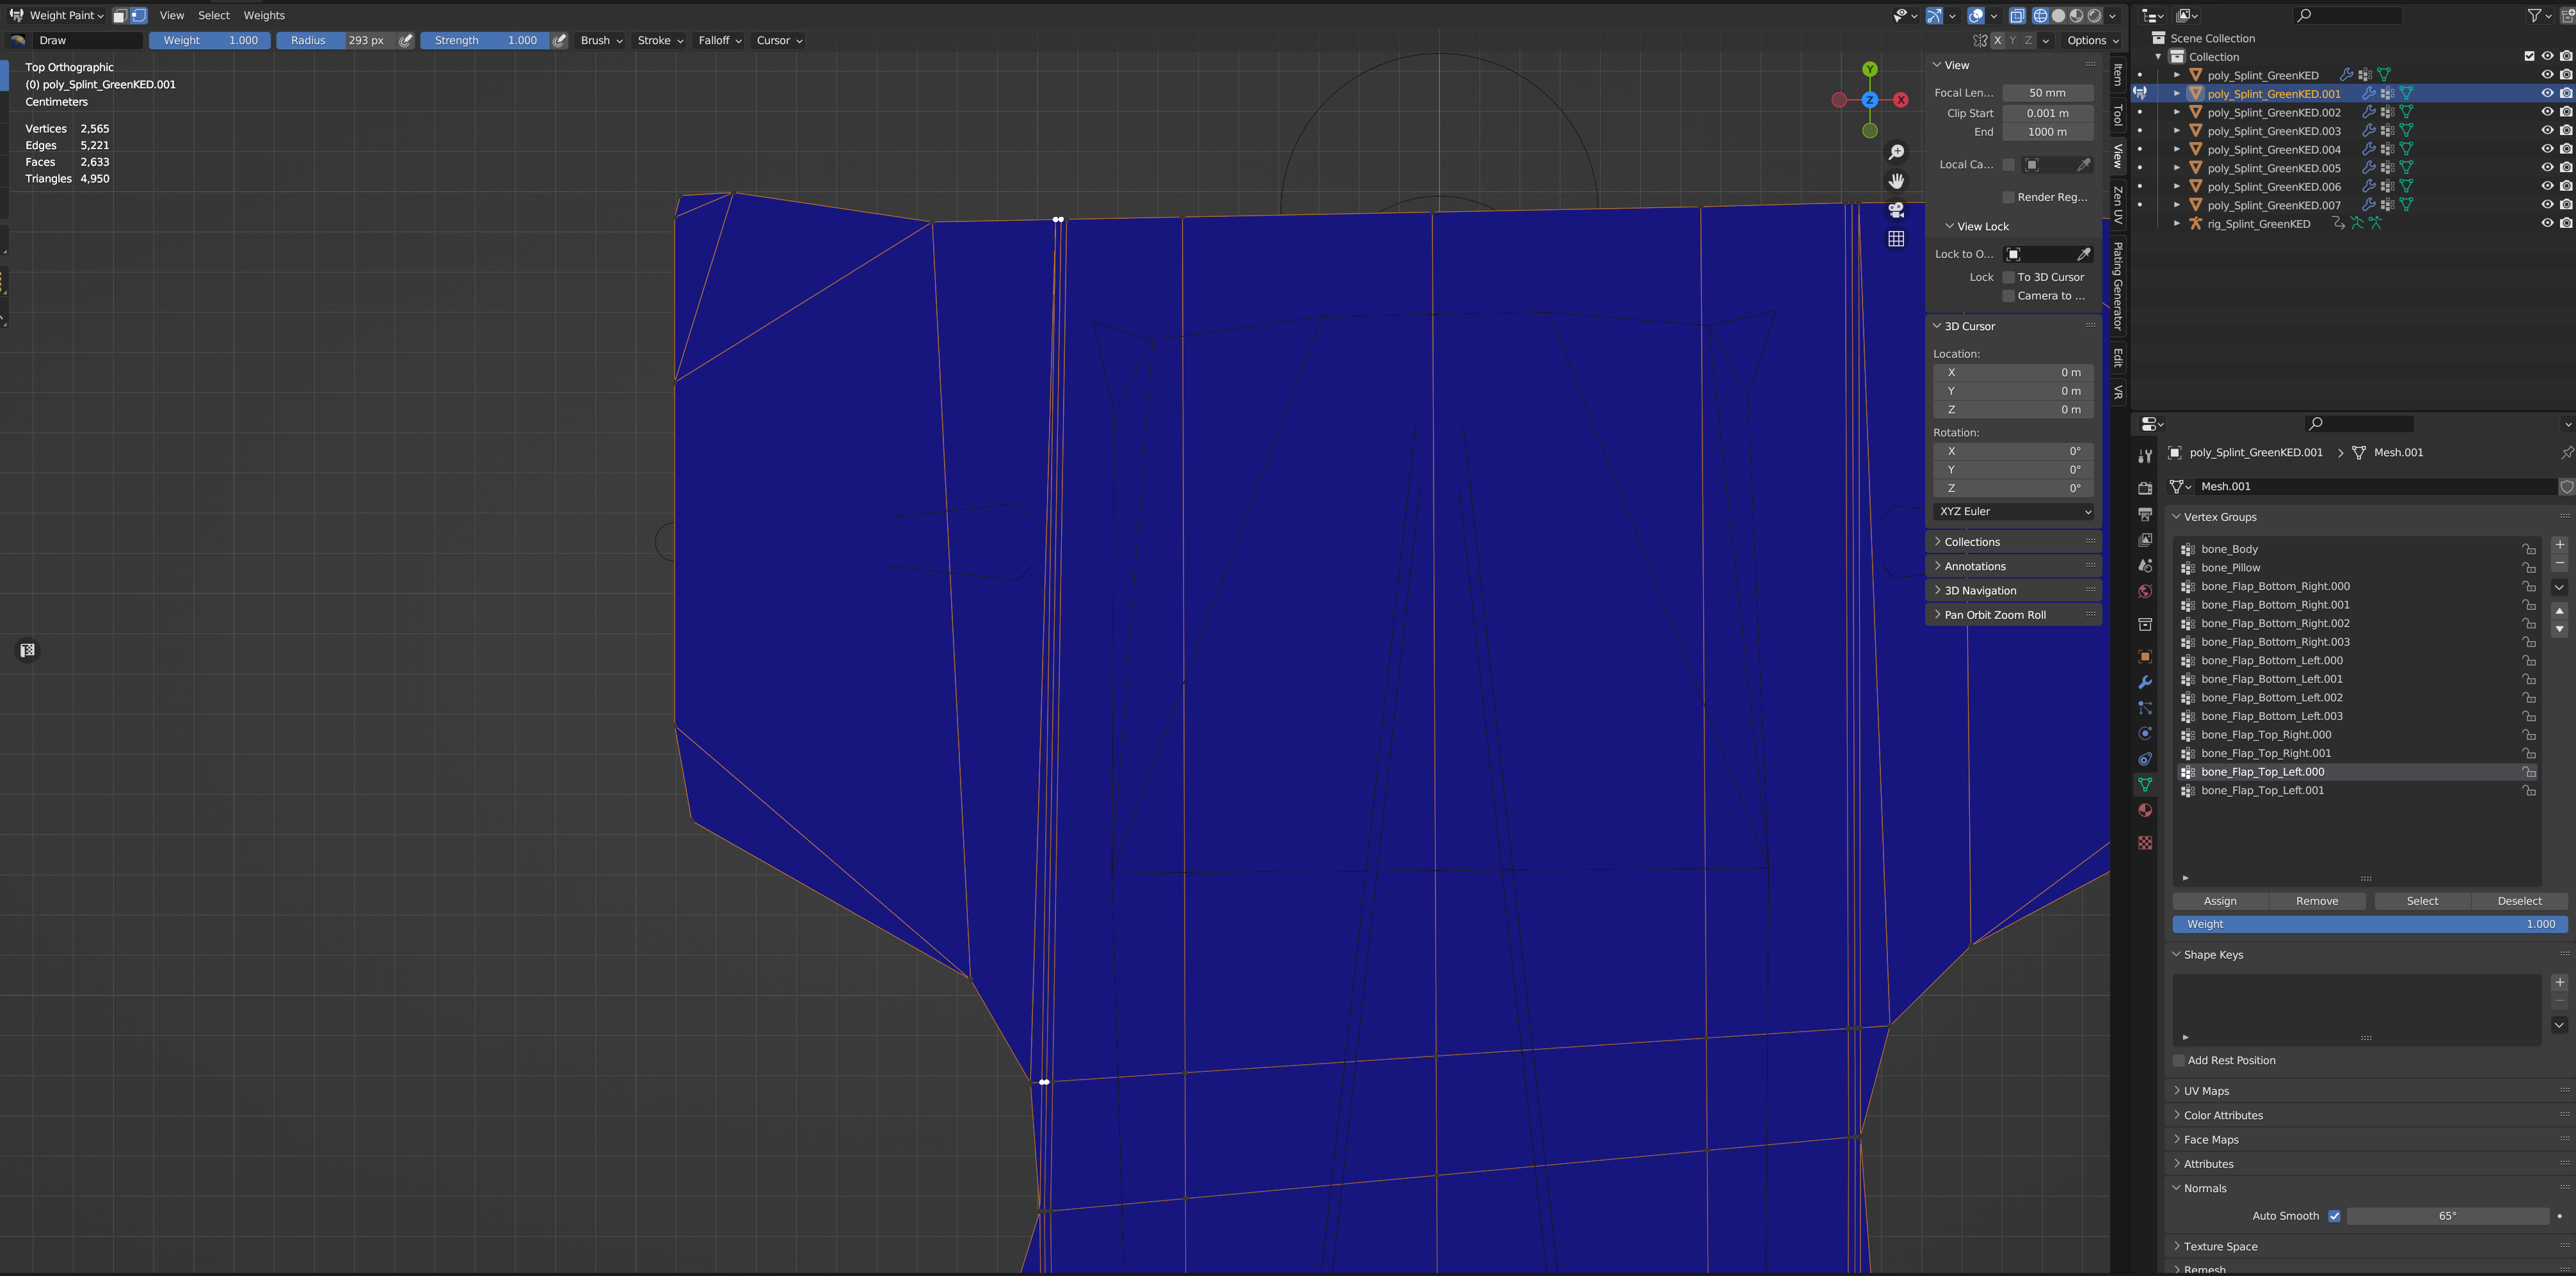 Weight Paint View Select Weights
Draw Weight 1.000 Radius 293 px Strength 1.000 Brush Stroke Falloff Cursor X Y Z Options
Top Orthographic
(0) poly_Splint_GreenKED.001
Centimeters
Vertices 2,565
Edges 5,221
Faces 2,633
Triangles 4,950
Y
Z X
View
Focal Len... 50 mm
Clip Start 0.001 m
End 1000 m
Local Ca...
Render Reg...
View Lock
Lock to O...
Lock To 3D Cursor
Camera to ...
3D Cursor
Location:
X 0 m
Y 0 m
Z 0 m
Rotation:
X 0°
Y 0°
Z 0°
XYZ Euler
Collections
Annotations
3D Navigation
Pan Orbit Zoom Roll
Item
Tool
View
Zen UV
Plating Generator
Edit
VR
Scene Collection
Collection
poly_Splint_GreenKED
poly_Splint_GreenKED.001
poly_Splint_GreenKED.002
poly_Splint_GreenKED.003
poly_Splint_GreenKED.004
poly_Splint_GreenKED.005
poly_Splint_GreenKED.006
poly_Splint_GreenKED.007
rig_Splint_GreenKED
poly_Splint_GreenKED.001 > Mesh.001
Mesh.001
Vertex Groups
bone_Body
bone_Pillow
bone_Flap_Bottom_Right.000
bone_Flap_Bottom_Right.001
bone_Flap_Bottom_Right.002
bone_Flap_Bottom_Right.003
bone_Flap_Bottom_Left.000
bone_Flap_Bottom_Left.001
bone_Flap_Bottom_Left.002
bone_Flap_Bottom_Left.003
bone_Flap_Top_Right.000
bone_Flap_Top_Right.001
bone_Flap_Top_Left.000
bone_Flap_Top_Left.001
Assign Remove Select Deselect
Weight 1.000
Shape Keys
Add Rest Position
UV Maps
Color Attributes
Face Maps
Attributes
Normals
Auto Smooth 65°
Texture Space
Remesh